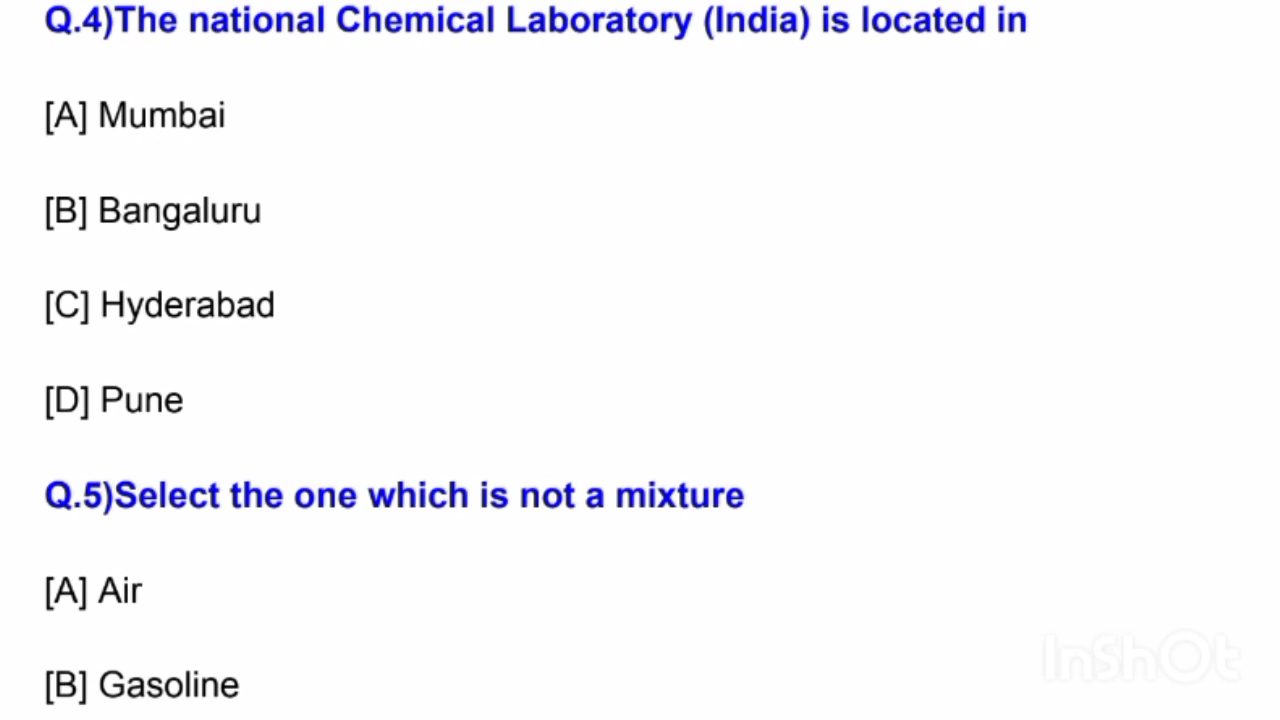 Q.4)The national Chemical Laboratory (India) is located in
[A] Mumbai
[B] Bangaluru
[C] Hyderabad
[D] Pune
Q.5)Select the one which is not a mixture
[A] Air
[B] Gasoline
InShOt